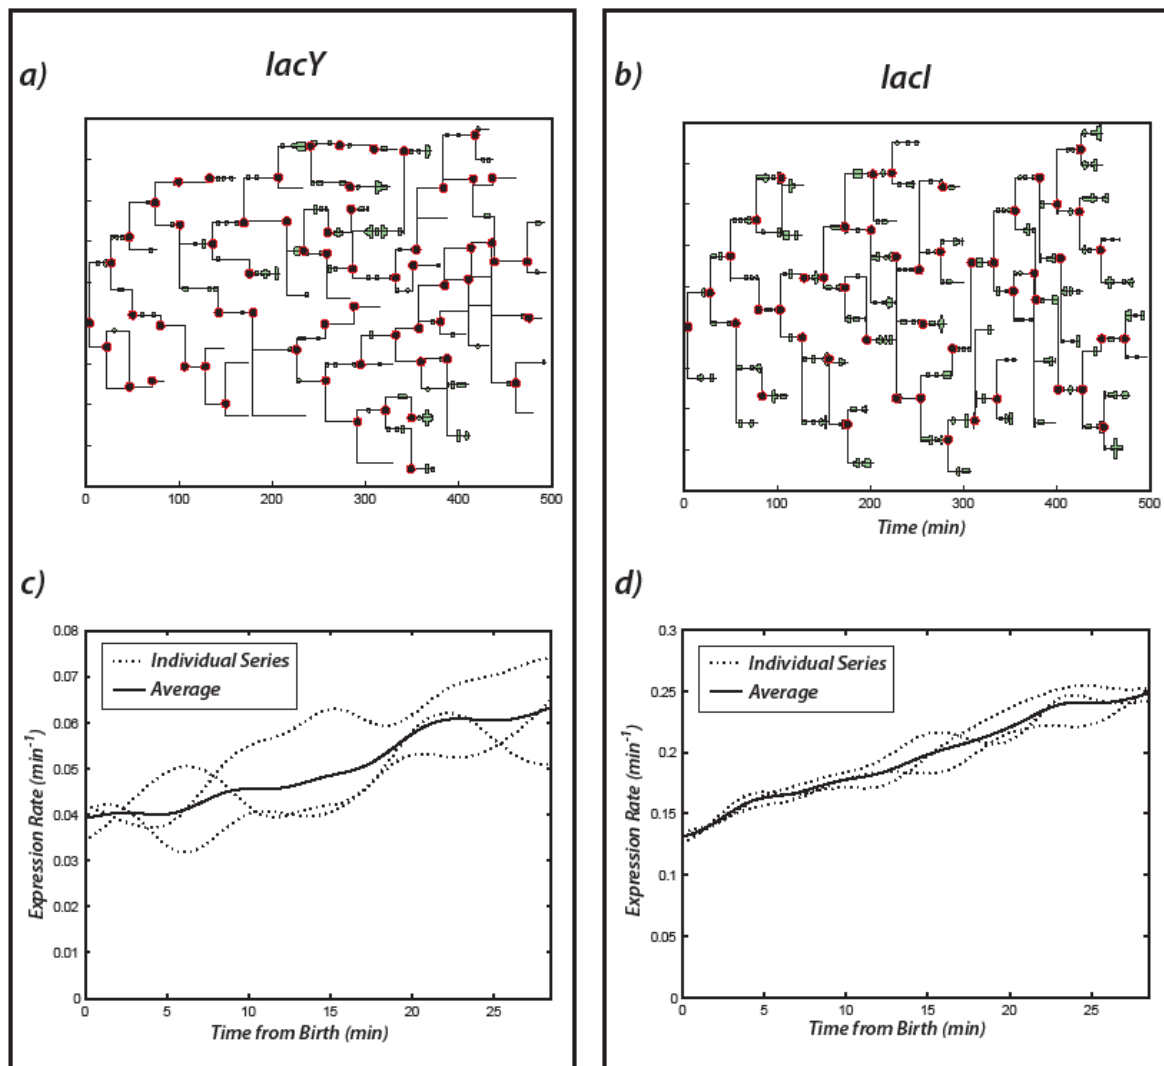 a)
lacY
0
100
200
300
400
500
b)
lacI
0
100
200
300
400
500
Time (min)
c)
0.08
0.07
0.06
0.05
0.04
0.03
0.02
0.01
0
Expression Rate (min⁻¹)
Individual Series
Average
0
5
10
15
20
25
Time from Birth (min)
d)
0.3
0.25
0.2
0.15
0.1
0.05
0
Expression Rate (min⁻¹)
Individual Series
Average
0
5
10
15
20
25
Time from Birth (min)